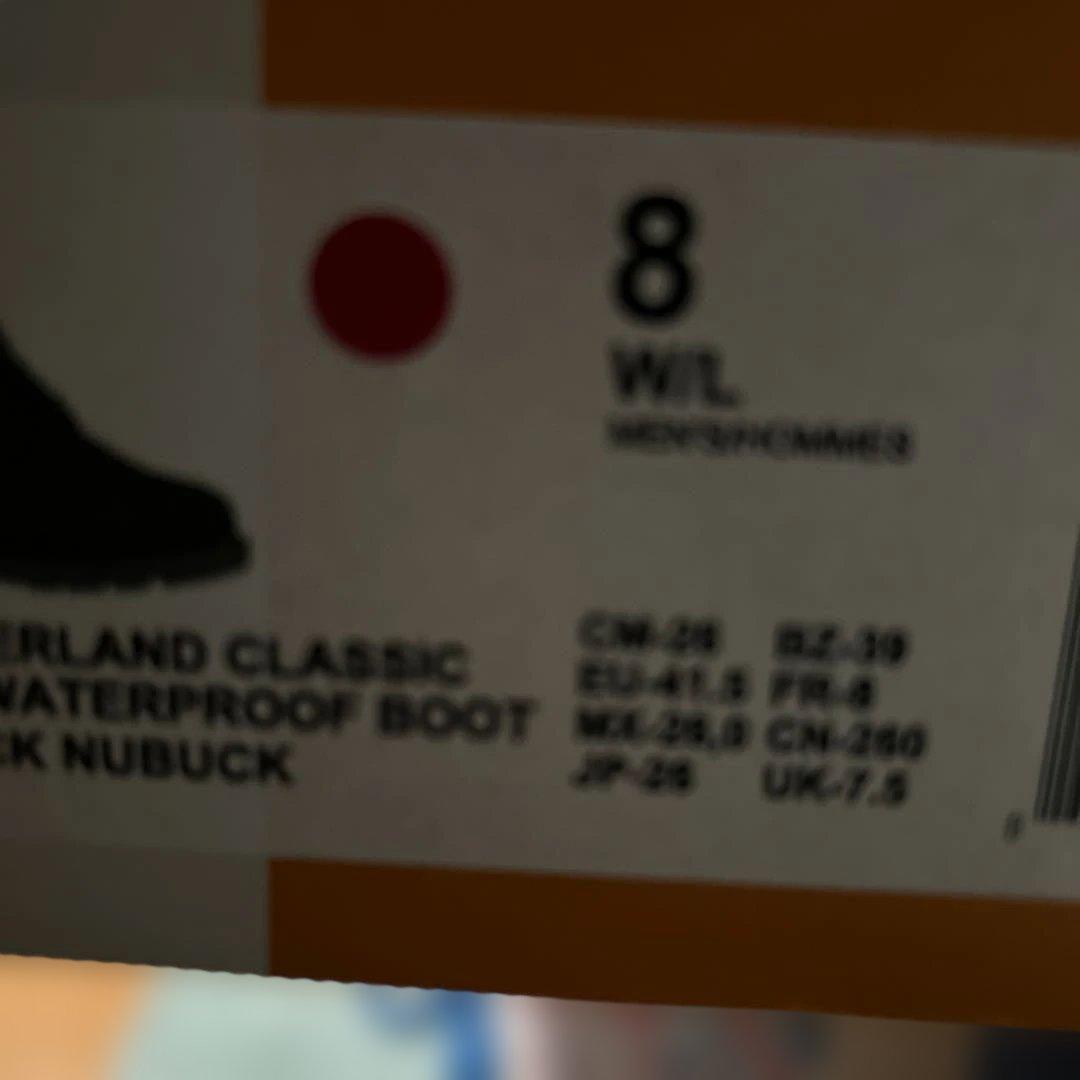 8
W/L
MEN'S/HOMMES
ERLAND CLASSIC
WATERPROOF BOOT
CK NUBUCK
CM-26 BZ-39
EU-41.5 FR-8
MX-26,0 CN-260
JP-26 UK-7.5